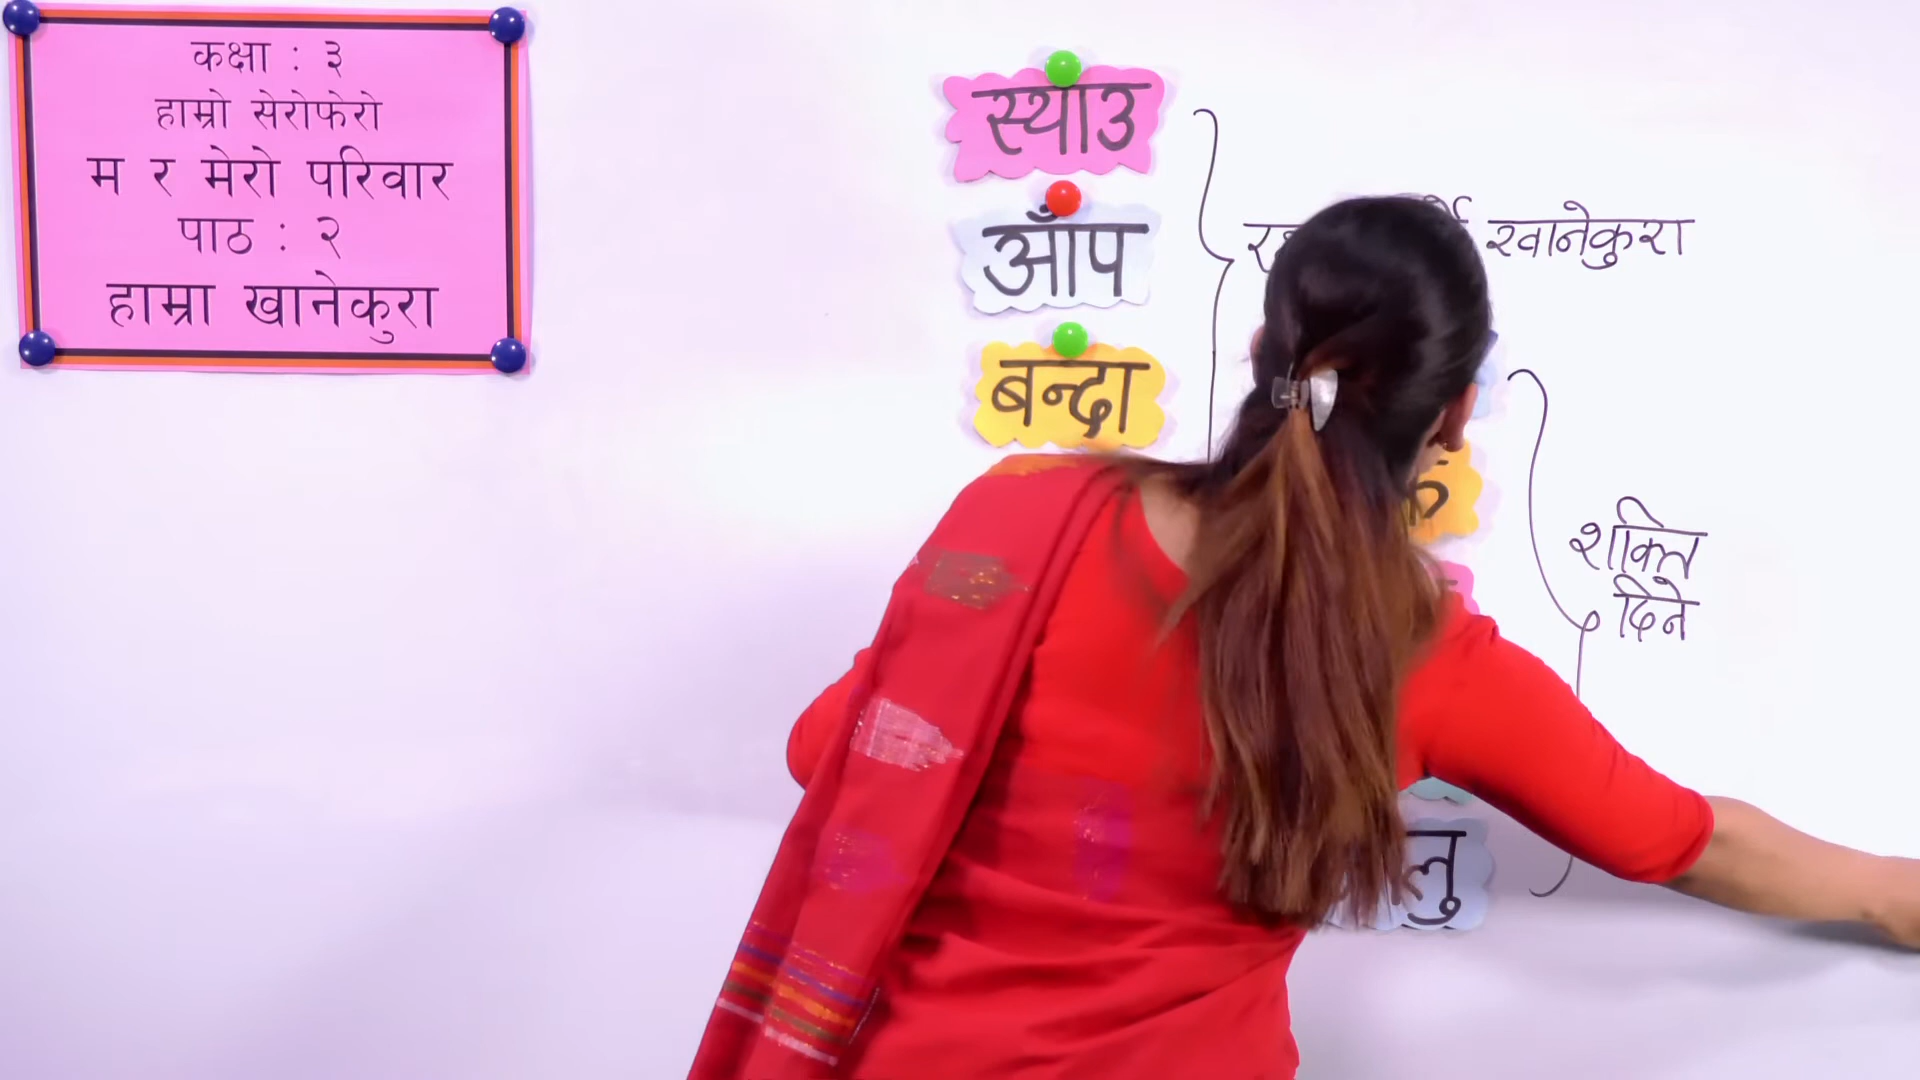 कक्षा : ३
हाम्रो सेरोफेरो
म र मेरो परिवार
पाठ : २
हाम्रा खानेकुरा
स्याउ
आँप
बन्दा
खानेकुरा
शक्ति
दिने